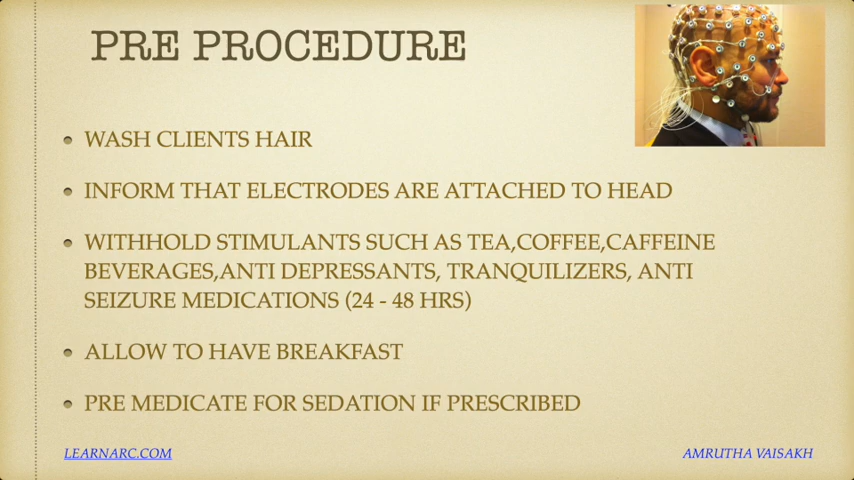 PRE PROCEDURE
WASH CLIENTS HAIR
INFORM THAT ELECTRODES ARE ATTACHED TO HEAD
WITHHOLD STIMULANTS SUCH AS TEA,COFFEE,CAFFEINE
BEVERAGES,ANTI DEPRESSANTS, TRANQUILIZERS, ANTI
SEIZURE MEDICATIONS (24 - 48 HRS)
ALLOW TO HAVE BREAKFAST
PRE MEDICATE FOR SEDATION IF PRESCRIBED
LEARNARC.COM
AMRUTHA VAISAKH